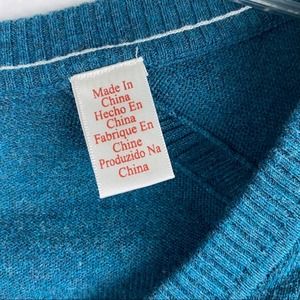 Made In
China
Hecho En
China
Fabrique En
Chine
Produzido Na
China